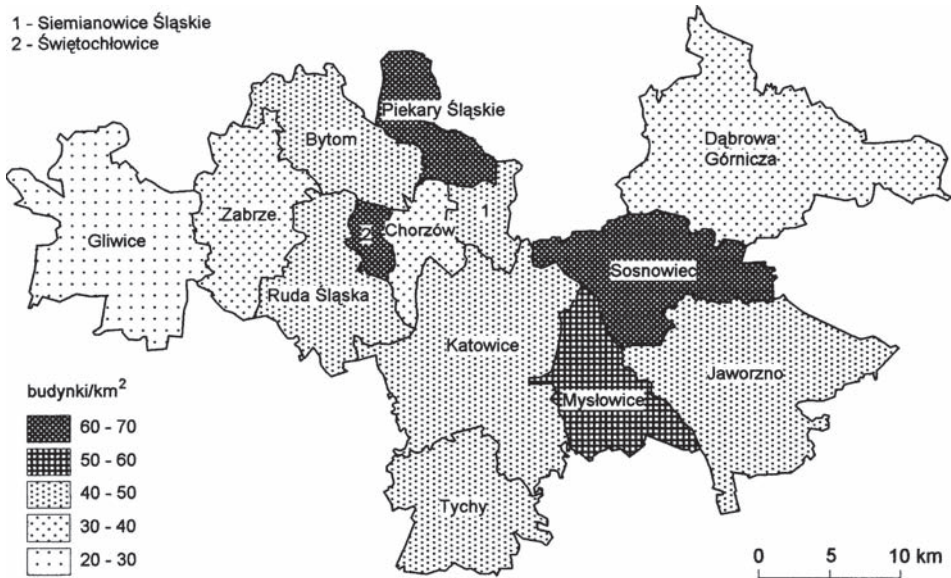 1 - Siemianowice Śląskie
2 - Świętochłowice
Piekary Śląskie
Bytom
Dąbrowa
Górnicza
1
Zabrze
2
Chorzów
Gliwice
Sosnowiec
Ruda Śląska
Katowice
Jaworzno
Mysłowice
Tychy
budynki/km²
60 - 70
50 - 60
40 - 50
30 - 40
20 - 30
0 5 10 km